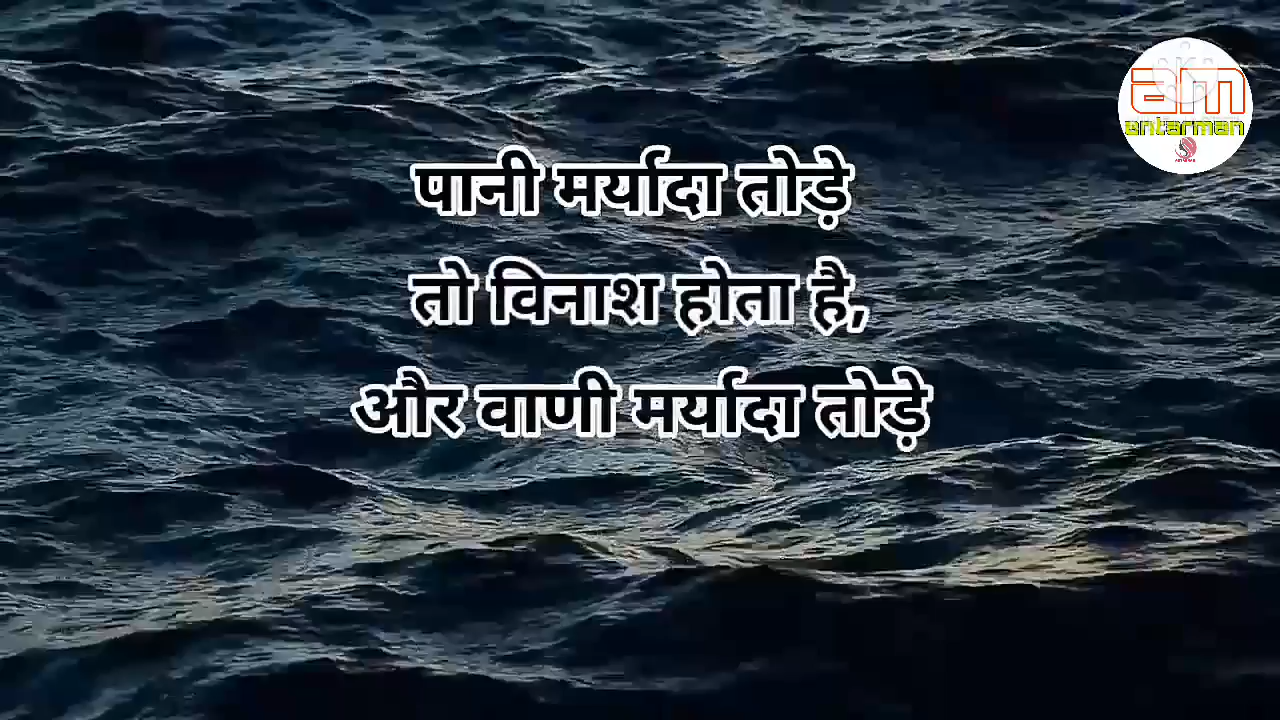 पानी मर्यादा तोड़े
तो विनाश होता है,
और वाणी मर्यादा तोड़े
am
antarman